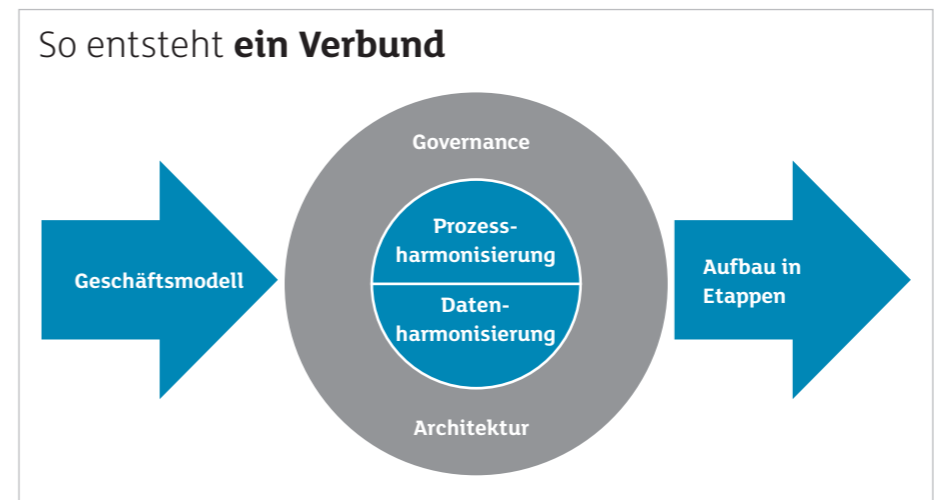 So entsteht ein Verbund
Governance
Prozess-
harmonisierung
Geschäftsmodell
Daten-
harmonisierung
Aufbau in
Etappen
Architektur